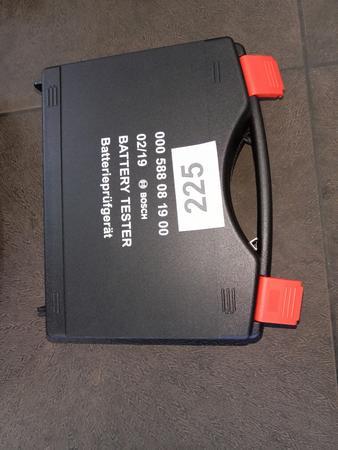 225
000 588 08 19 00
02/19 BOSCH
BATTERY TESTER
Batterieprüfgerät